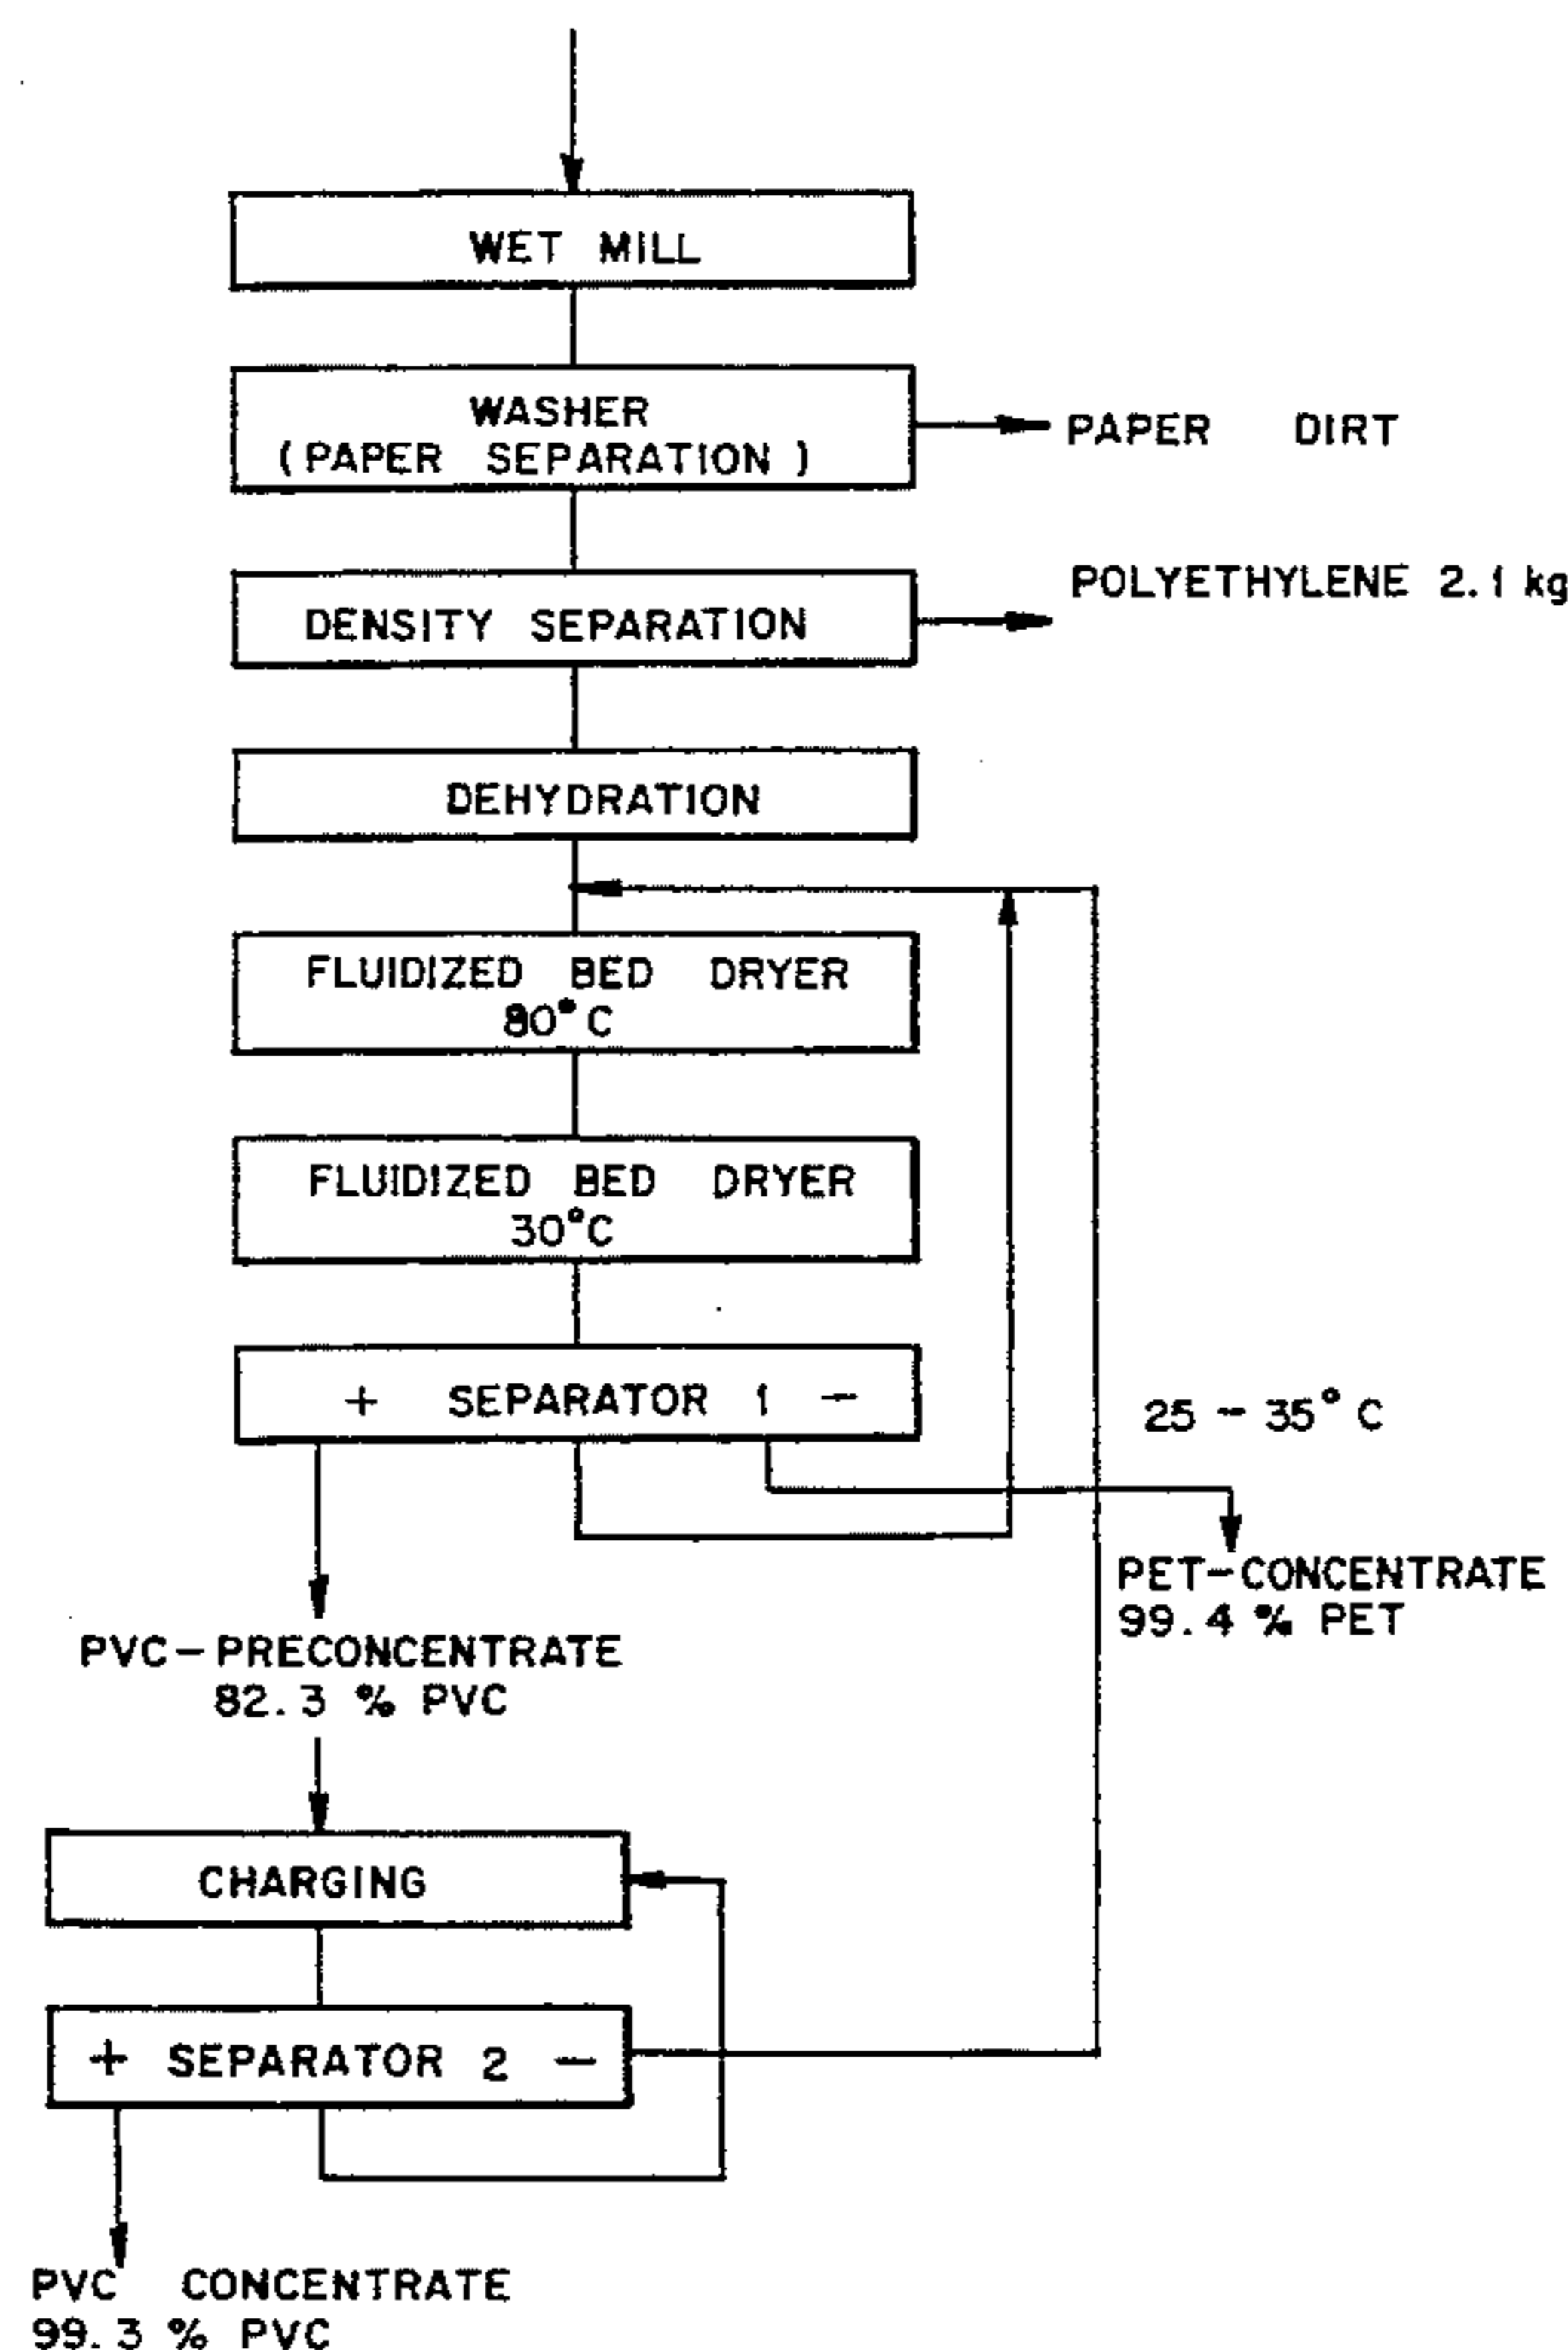 WET MILL
WASHER
(PAPER SEPARATION)
PAPER DIRT
POLYETHYLENE 2.1 kg
DENSITY SEPARATION
DEHYDRATION
FLUIDIZED BED DRYER
80°C
FLUIDIZED BED DRYER
30°C
+ SEPARATOR 1 −
25 − 35°C
PET-CONCENTRATE
99.4 % PET
PVC-PRECONCENTRATE
82.3 % PVC
CHARGING
+ SEPARATOR 2 −
PVC CONCENTRATE
99.3 % PVC